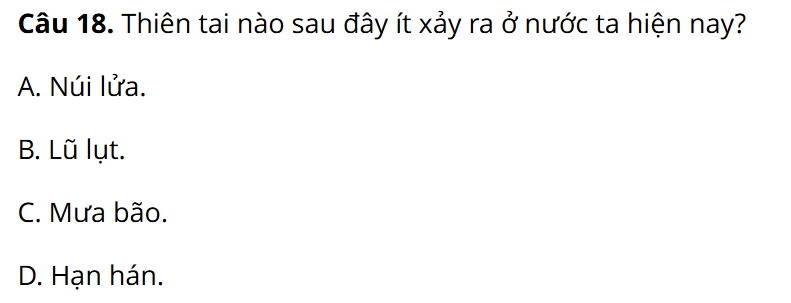 Câu 18. Thiên tai nào sau đây ít xảy ra ở nước ta hiện nay?
A. Núi lửa.
B. Lũ lụt.
C. Mưa bão.
D. Hạn hán.